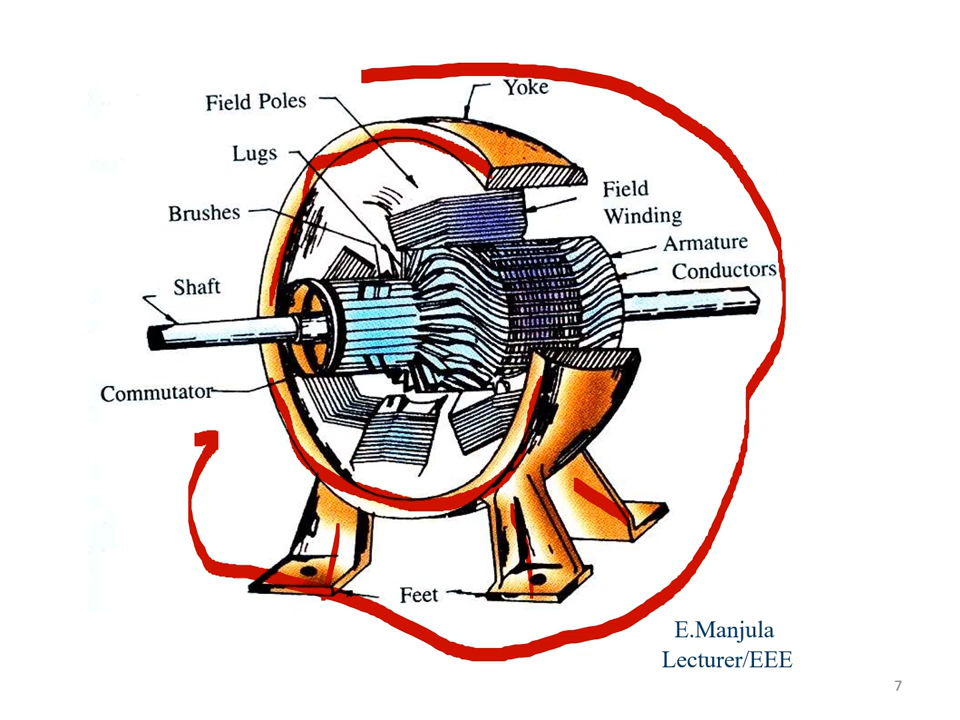 Yoke
Field Poles
Lugs
Field
Winding
Brushes
Armature
Conductors
Shaft
Commutator
Feet
E.Manjula
Lecturer/EEE
7